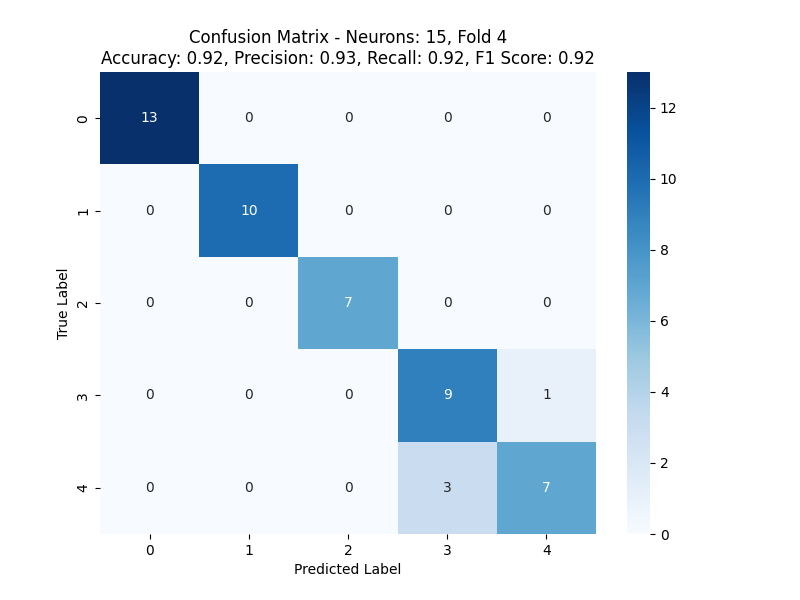 Confusion Matrix - Neurons: 15, Fold 4
Accuracy: 0.92, Precision: 0.93, Recall: 0.92, F1 Score: 0.92
True Label
0 13 0 0 0 0
1 0 10 0 0 0
2 0 0 7 0 0
3 0 0 0 9 1
4 0 0 0 3 7
0 1 2 3 4
Predicted Label
12
10
8
6
4
2
0